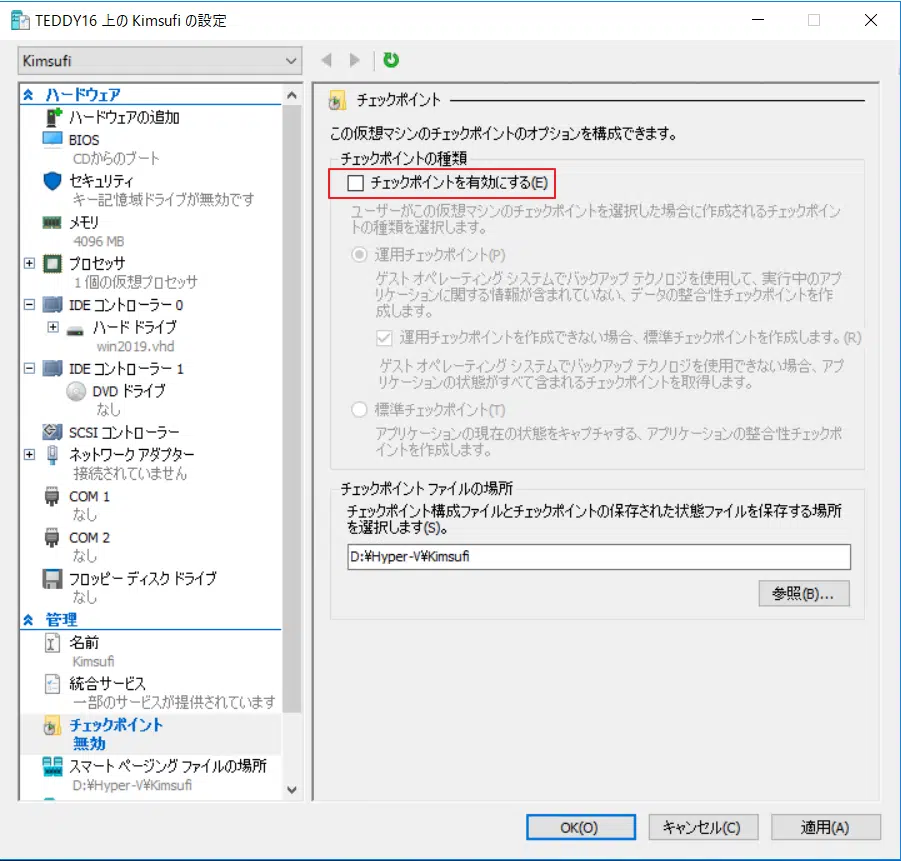 TEDDY16 上の Kimsufi の設定
Kimsufi
ハードウェア
ハードウェアの追加
BIOS
CDからのブート
セキュリティ
キー記憶域ドライブが無効です
メモリ
4096 MB
プロセッサ
1 個の仮想プロセッサ
IDE コントローラー 0
ハード ドライブ
win2019.vhd
IDE コントローラー 1
DVD ドライブ
なし
SCSI コントローラー
ネットワーク アダプター
接続されていません
COM 1
なし
COM 2
なし
フロッピー ディスク ドライブ
なし
管理
名前
Kimsufi
統合サービス
一部のサービスが提供されています
チェックポイント
無効
スマート ページング ファイルの場所
D:¥Hyper-V¥Kimsufi
チェックポイント
この仮想マシンのチェックポイントのオプションを構成できます。
チェックポイントの種類
チェックポイントを有効にする(E)
ユーザーがこの仮想マシンのチェックポイントを選択した場合に作成されるチェックポイン
トの種類を選択します。
運用チェックポイント(P)
ゲスト オペレーティング システムでバックアップ テクノロジを使用して、実行中のアプ
リケーションに関する情報が含まれていない、データの整合性チェックポイントを作
成します。
運用チェックポイントを作成できない場合、標準チェックポイントを作成します。(R)
ゲスト オペレーティング システムでバックアップ テクノロジを使用できない場合、アプ
リケーションの状態がすべて含まれるチェックポイントを取得します。
標準チェックポイント(T)
アプリケーションの現在の状態をキャプチャする、アプリケーションの整合性チェックポ
イントを作成します。
チェックポイント ファイルの場所
チェックポイント構成ファイルとチェックポイントの保存された状態ファイルを保存する場所
を選択します(S)。
D:¥Hyper-V¥Kimsufi
参照(B)...
OK(O)
キャンセル(C)
適用(A)